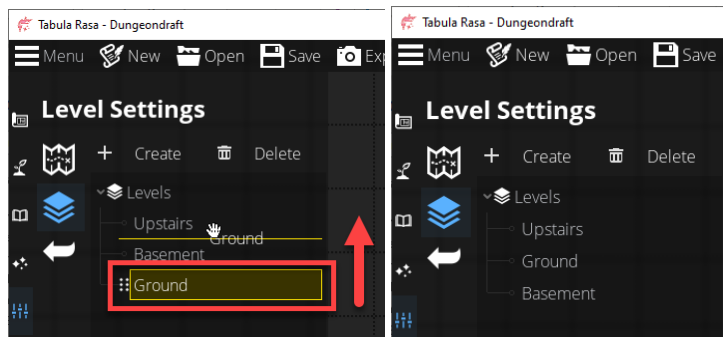 Tabula Rasa - Dungeondraft
Menu New Open Save Ex
Level Settings
Create Delete
Levels
Upstairs
Ground
Basement
Ground
Tabula Rasa - Dungeondraft
Menu New Open Save
Level Settings
Create Delete
Levels
Upstairs
Ground
Basement